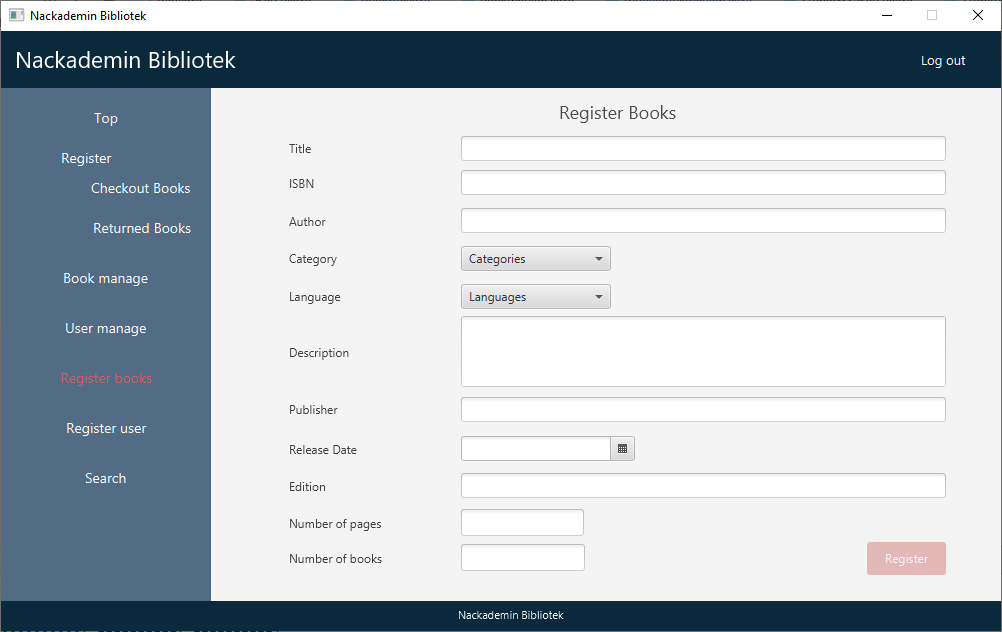 Nackademin Bibliotek
Nackademin Bibliotek
Log out
Top
Register
Checkout Books
Returned Books
Book manage
User manage
Register books
Register user
Search
Register Books
Title
ISBN
Author
Category
Categories
Language
Languages
Description
Publisher
Release Date
Edition
Number of pages
Number of books
Register
Nackademin Bibliotek